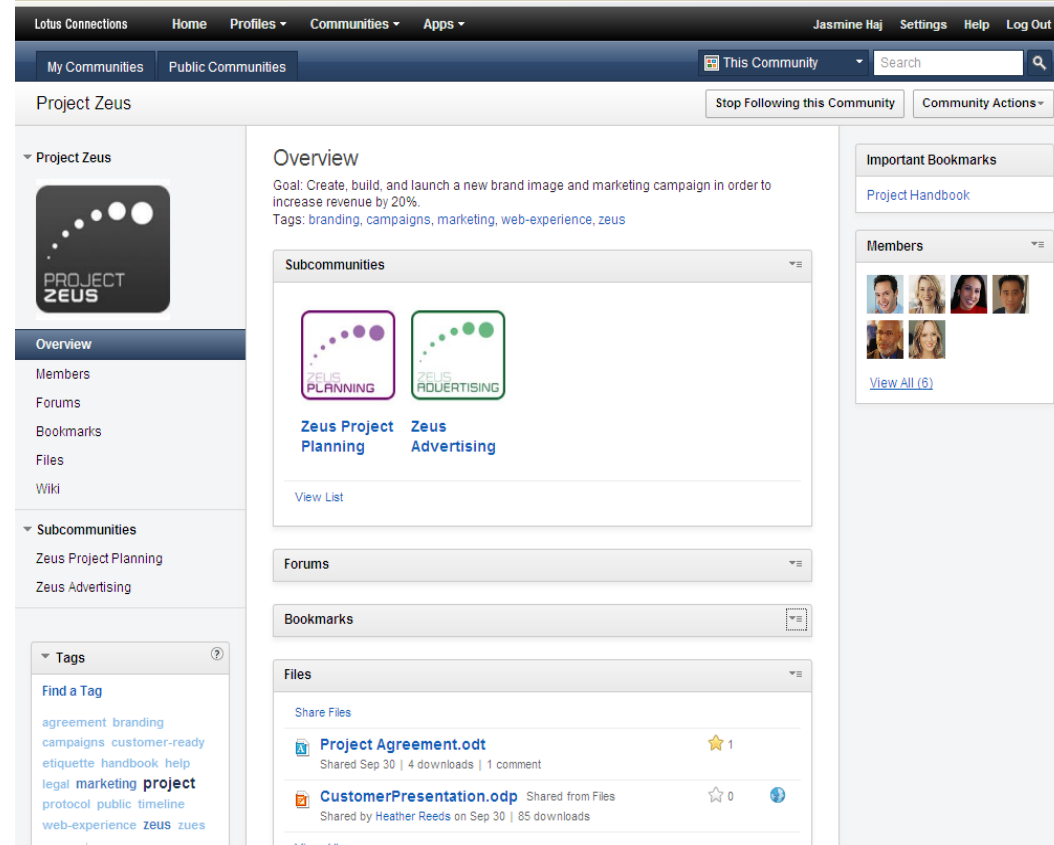 Lotus Connections Home Profiles Communities Apps Jasmine Haj Settings Help Log Out
My Communities Public Communities This Community Search
Project Zeus Stop Following this Community Community Actions
Project Zeus
PROJECT
ZEUS
Overview
Members
Forums
Bookmarks
Files
Wiki
Subcommunities
Zeus Project Planning
Zeus Advertising
Tags ?
Find a Tag
agreement branding
campaigns customer-ready
etiquette handbook help
legal marketing project
protocol public timeline
web-experience zeus zues
Overview
Goal: Create, build, and launch a new brand image and marketing campaign in order to
increase revenue by 20%.
Tags: branding, campaigns, marketing, web-experience, zeus
Subcommunities
ZEUS
PLANNING
ZEUS
ADVERTISING
Zeus Project
Planning
Zeus
Advertising
View List
Forums
Bookmarks
Files
Share Files
Project Agreement.odt 1
Shared Sep 30 | 4 downloads | 1 comment
CustomerPresentation.odp Shared from Files 0
Shared by Heather Reeds on Sep 30 | 85 downloads
Important Bookmarks
Project Handbook
Members
View All (6)